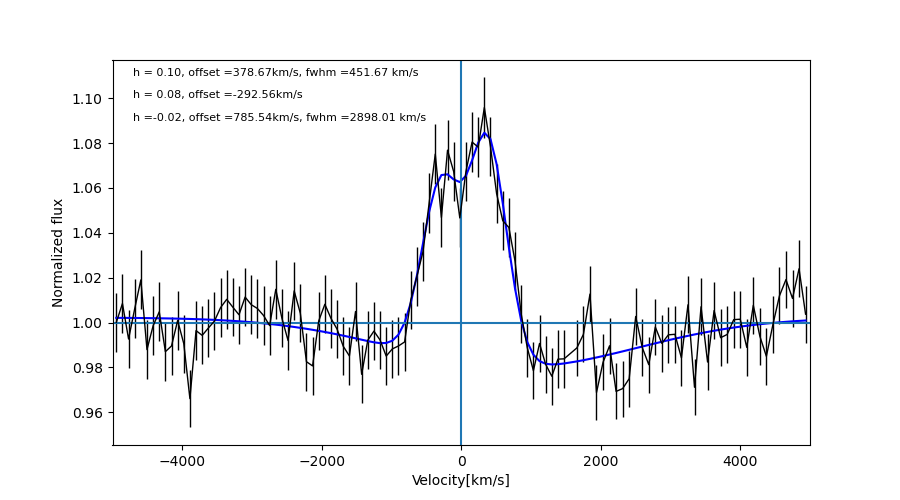 h = 0.10, offset =378.67km/s, fwhm =451.67 km/s
h = 0.08, offset =-292.56km/s
h =-0.02, offset =785.54km/s, fwhm =2898.01 km/s
1.10
1.08
1.06
1.04
1.02
1.00
0.98
0.96
Normalized flux
−4000 −2000 0 2000 4000
Velocity[km/s]